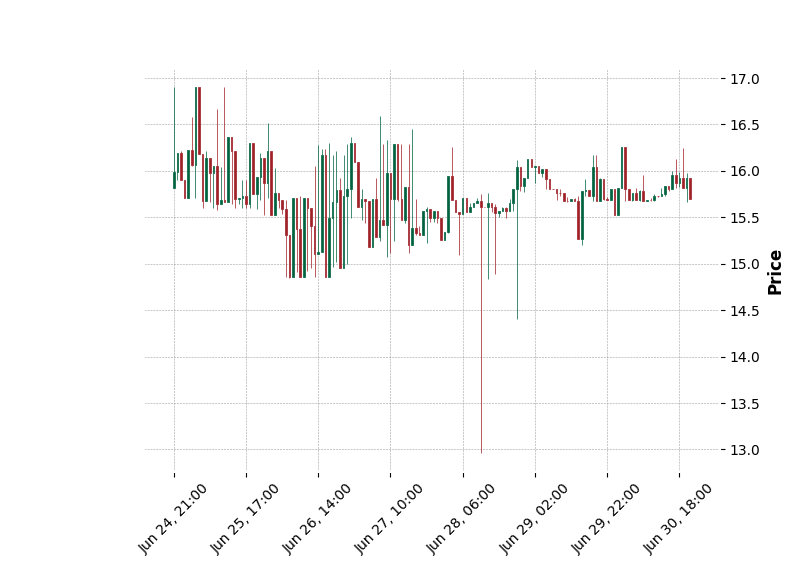 17.0
16.5
16.0
15.5
15.0
14.5
14.0
13.5
13.0
Price
Jun 24, 21:00
Jun 25, 17:00
Jun 26, 14:00
Jun 27, 10:00
Jun 28, 06:00
Jun 29, 02:00
Jun 29, 22:00
Jun 30, 18:00